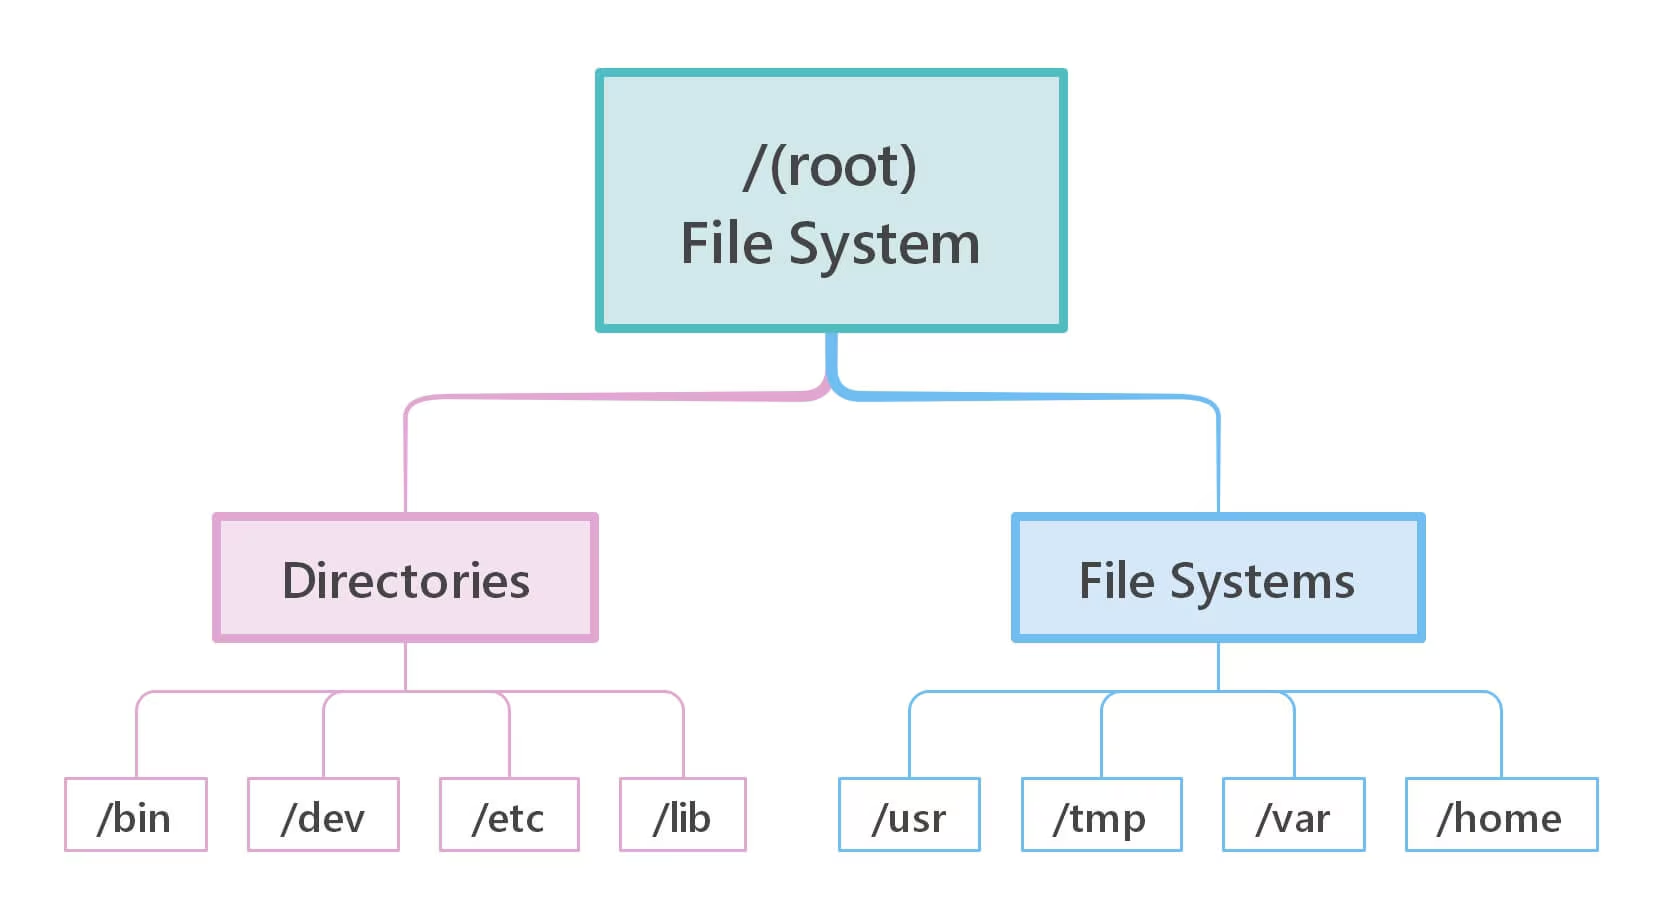 /(root)
File System
Directories
File Systems
/bin
/dev
/etc
/lib
/usr
/tmp
/var
/home